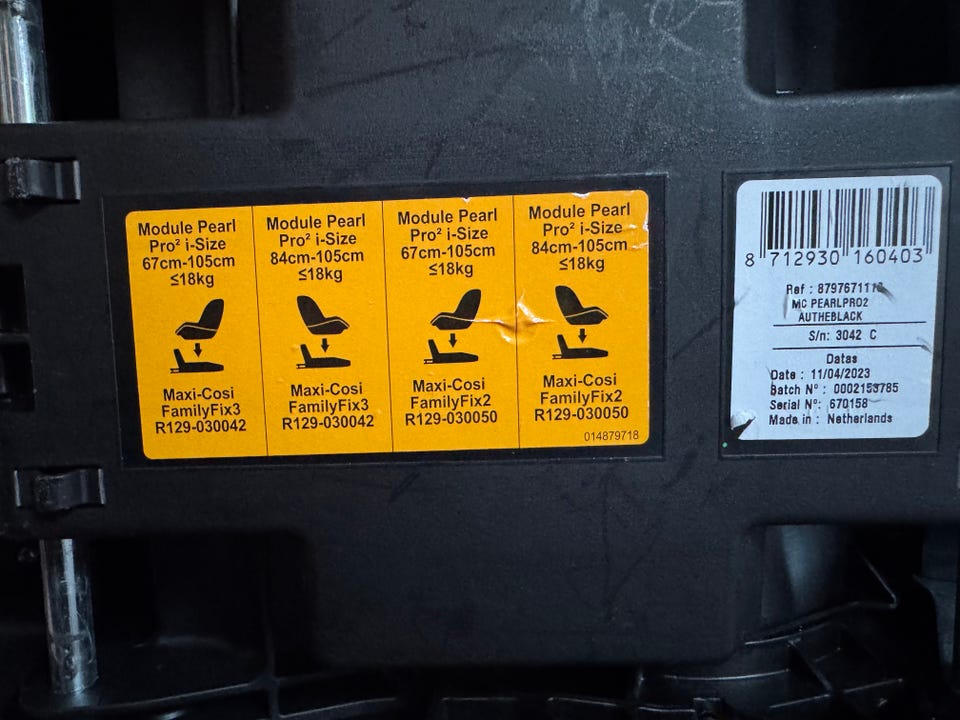 Module Pearl
Pro² i-Size
67cm-105cm
≤18kg
Maxi-Cosi
FamilyFix3
R129-030042
Module Pearl
Pro² i-Size
84cm-105cm
≤18kg
Maxi-Cosi
FamilyFix3
R129-030042
Module Pearl
Pro² i-Size
67cm-105cm
≤18kg
Maxi-Cosi
FamilyFix2
R129-030050
Module Pearl
Pro² i-Size
84cm-105cm
≤18kg
Maxi-Cosi
FamilyFix2
R129-030050
014879718
8 712930 160403
Ref :
MC PEARLPRO2
AUTHEBLACK
S/n: 3042 C
Datas
Date : 11/04/2023
Batch N° : 0002153785
Serial N°: 670158
Made in : Netherlands